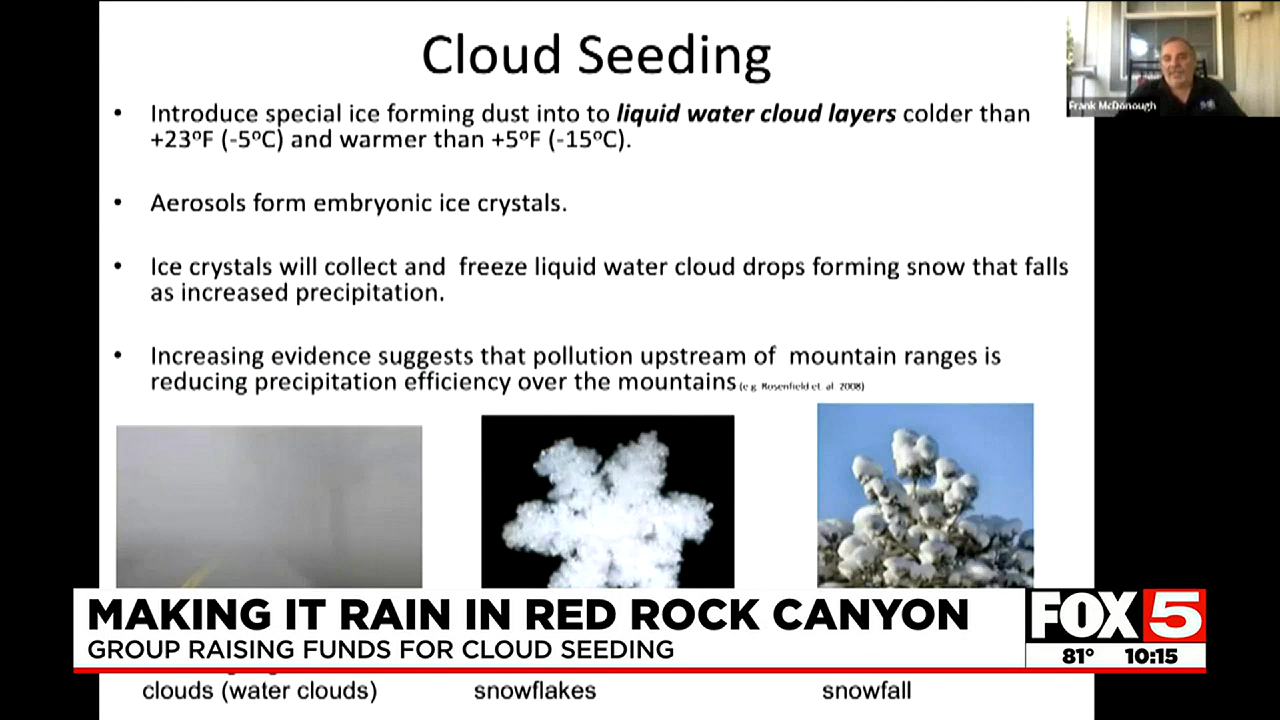 Cloud Seeding
Frank McDonough
• Introduce special ice forming dust into to liquid water cloud layers colder than
+23ºF (-5ºC) and warmer than +5ºF (-15ºC).
• Aerosols form embryonic ice crystals.
• Ice crystals will collect and freeze liquid water cloud drops forming snow that falls
as increased precipitation.
• Increasing evidence suggests that pollution upstream of mountain ranges is
reducing precipitation efficiency over the mountains (e.g. Rosenfield et. al 2008)
MAKING IT RAIN IN RED ROCK CANYON
GROUP RAISING FUNDS FOR CLOUD SEEDING
FOX 5
81° 10:15
clouds (water clouds)
snowflakes
snowfall